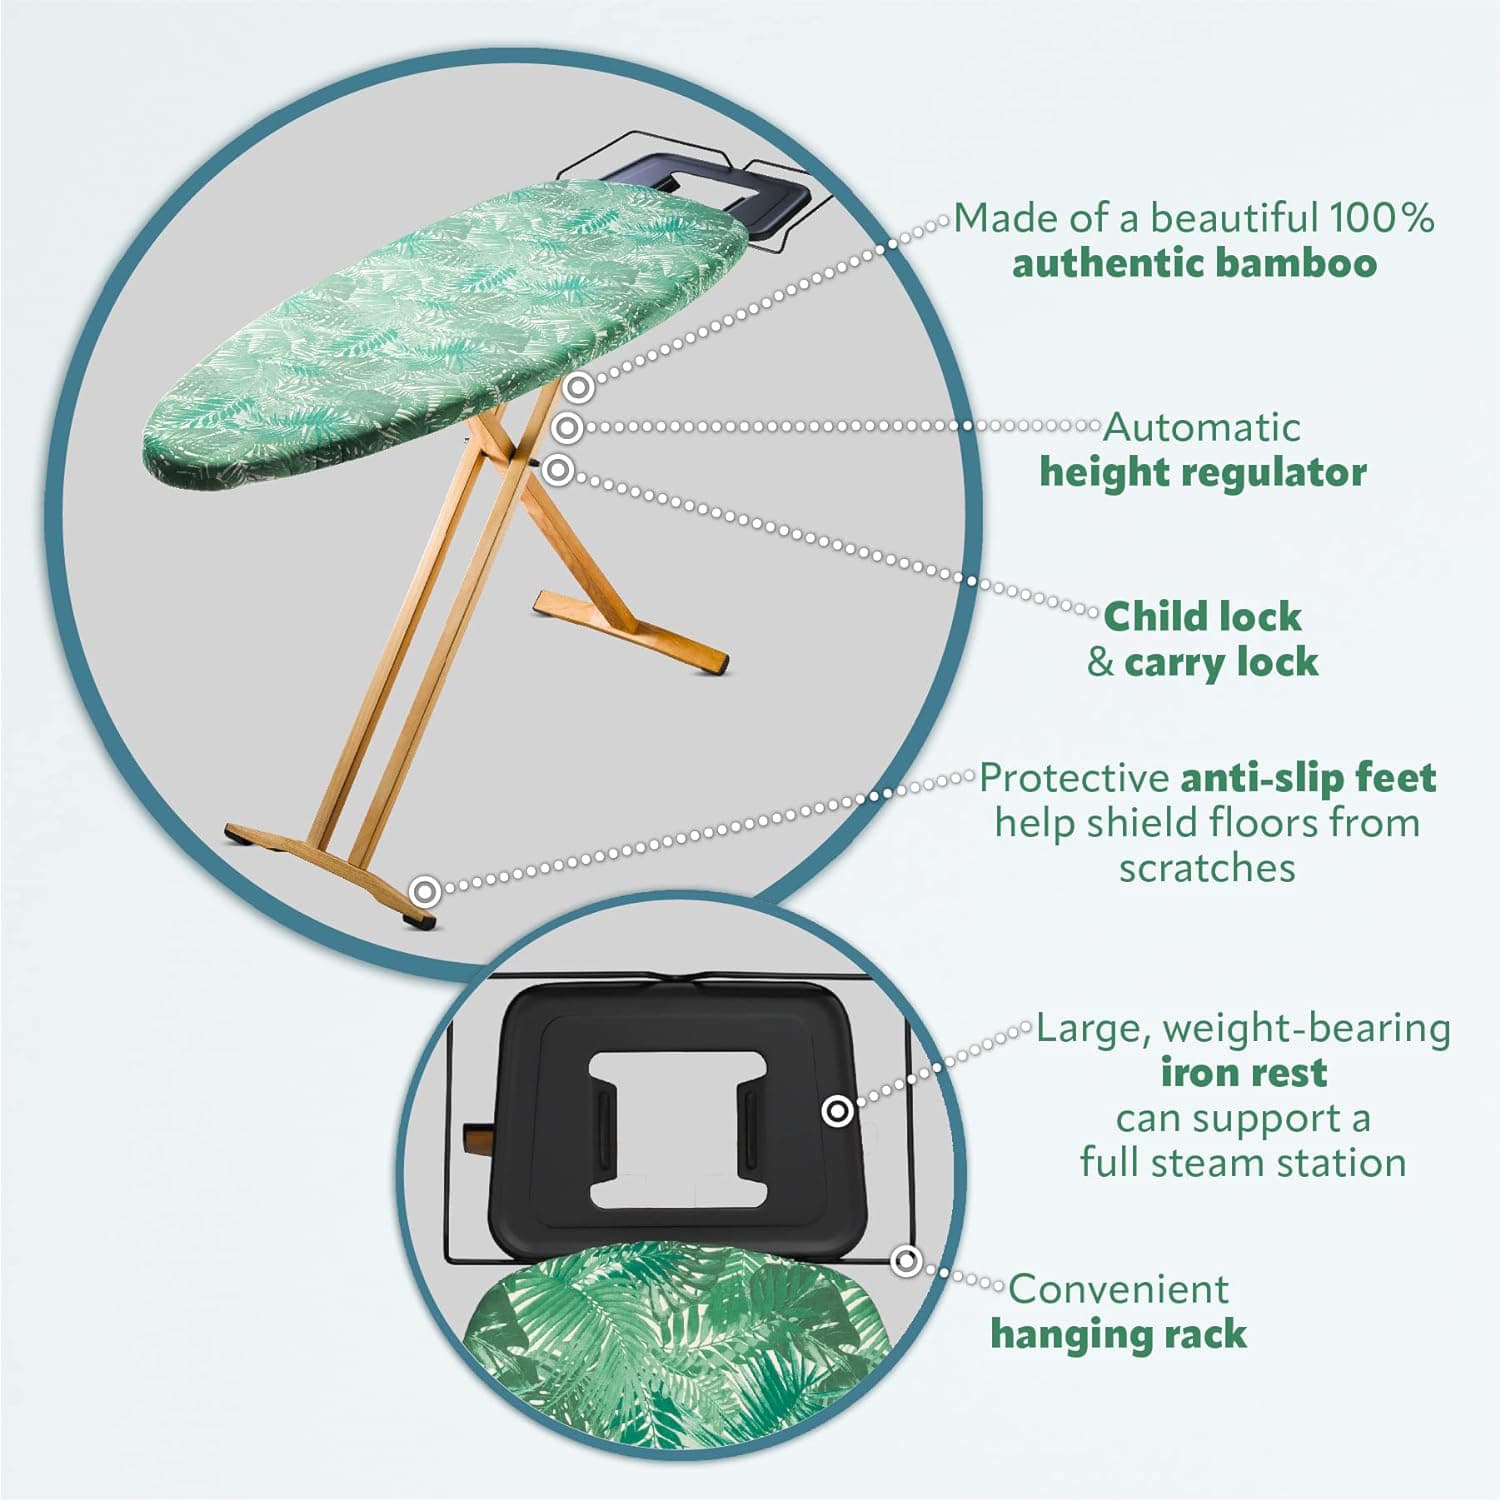 Made of a beautiful 100%
authentic bamboo
Automatic
height regulator
Child lock
& carry lock
Protective anti-slip feet
help shield floors from
scratches
Large, weight-bearing
iron rest
can support a
full steam station
Convenient
hanging rack